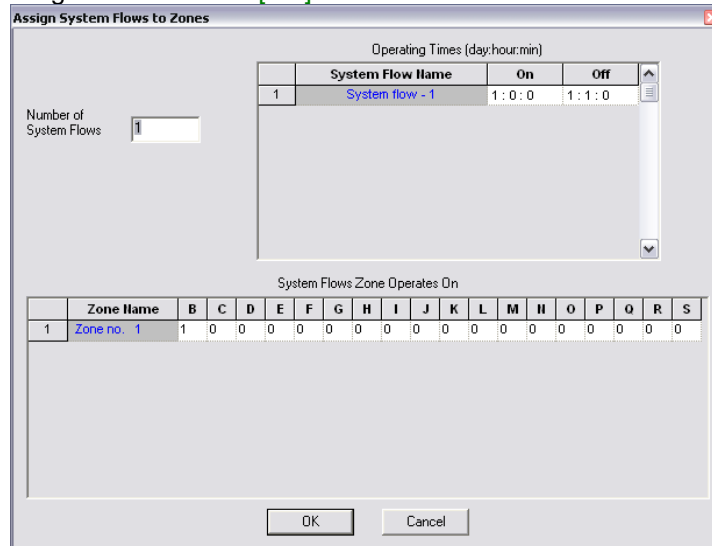 Assign System Flows to Zones
Operating Times (day:hour:min)
System Flow Name On Off
1 System flow - 1 1 : 0 : 0 1 : 1 : 0
Number of
System Flows 1
System Flows Zone Operates On
Zone Name B C D E F G H I J K L M N O P Q R S
1 Zone no. 1 1 0 0 0 0 0 0 0 0 0 0 0 0 0 0 0 0 0
OK Cancel